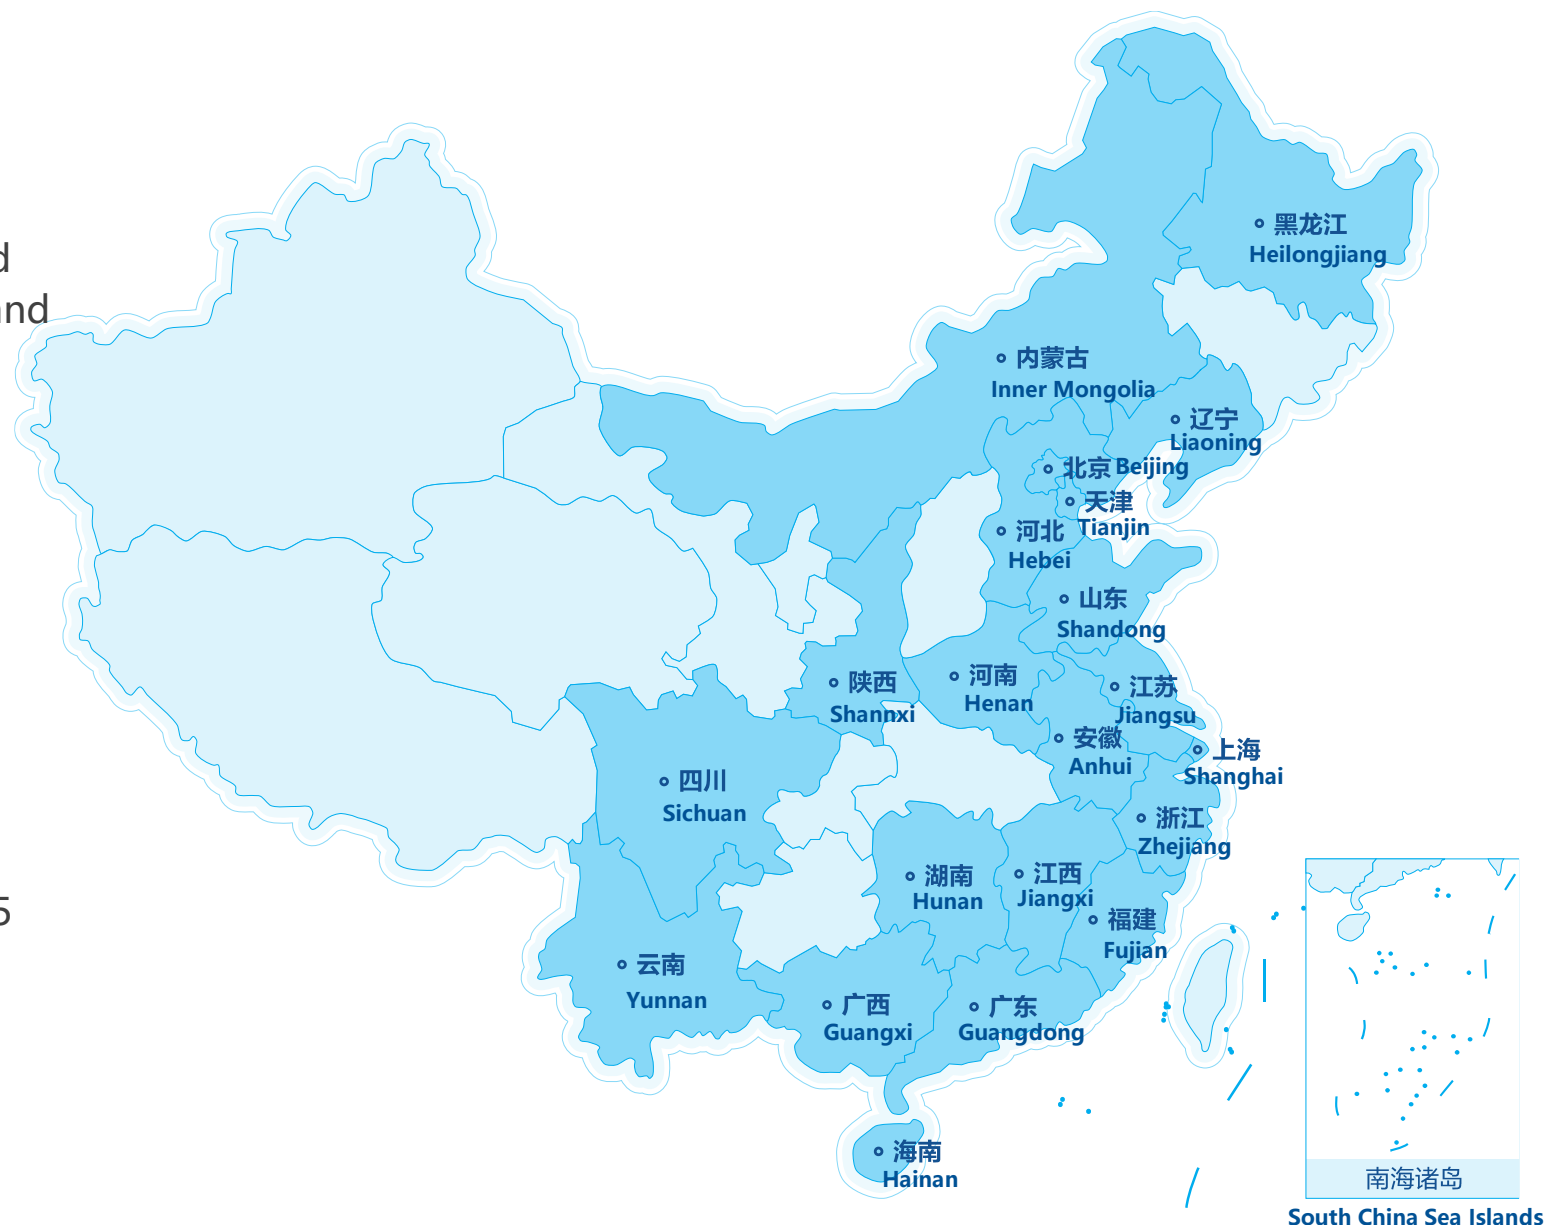 d
and
5
黑龙江
Heilongjiang
内蒙古
Inner Mongolia
辽宁
Liaoning
北京 Beijing
天津
Tianjin
河北
Hebei
山东
Shandong
陕西
Shannxi
河南
Henan
江苏
Jiangsu
安徽
Anhui
上海
Shanghai
四川
Sichuan
浙江
Zhejiang
湖南
Hunan
江西
Jiangxi
福建
Fujian
云南
Yunnan
广西
Guangxi
广东
Guangdong
海南
Hainan
南海诸岛
South China Sea Islands